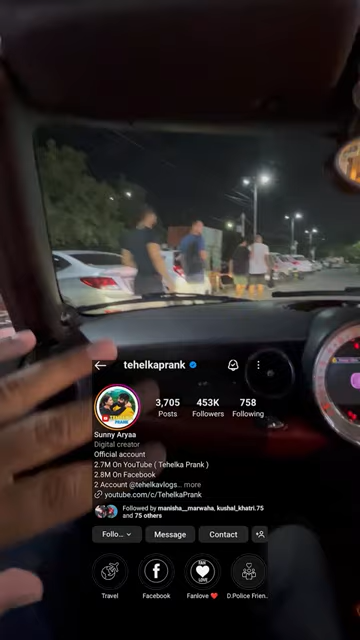 tehelkaprank
3,705 453K 758
Posts Followers Following
Sunny Aryaa
Digital creator
Official account
2.7M On YouTube ( Tehelka Prank )
2.8M On Facebook
2 Account @tehelkavlogs... more
youtube.com/c/TehelkaPrank
Followed by manisha__marwaha, kushal_khatri.75
and 75 others
Follo... Message Contact
FAN
LOVE
Travel Facebook Fanlove D.Police Frien..